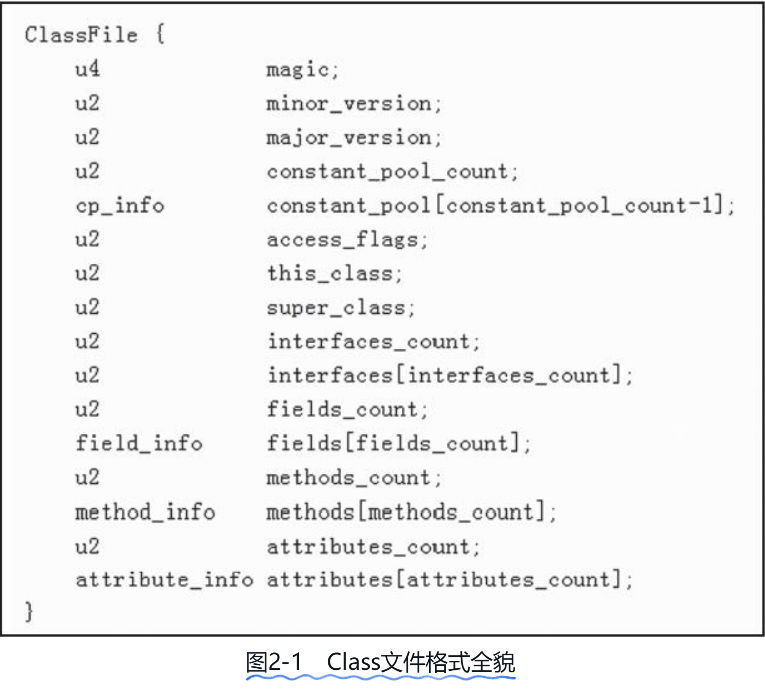 ClassFile {
u4 magic;
u2 minor_version;
u2 major_version;
u2 constant_pool_count;
cp_info constant_pool[constant_pool_count-1];
u2 access_flags;
u2 this_class;
u2 super_class;
u2 interfaces_count;
u2 interfaces[interfaces_count];
u2 fields_count;
field_info fields[fields_count];
u2 methods_count;
method_info methods[methods_count];
u2 attributes_count;
attribute_info attributes[attributes_count];
}
图2-1 Class文件格式全貌